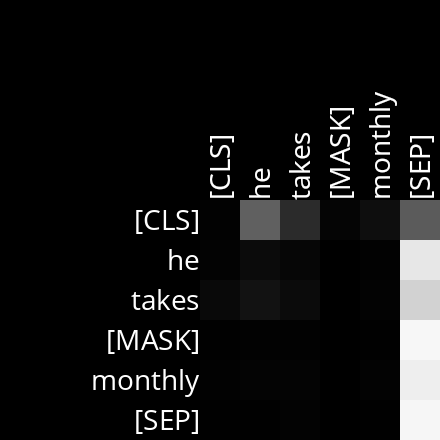 [CLS]
he
takes
[MASK]
monthly
[SEP]
[CLS]
he
takes
[MASK]
monthly
[SEP]